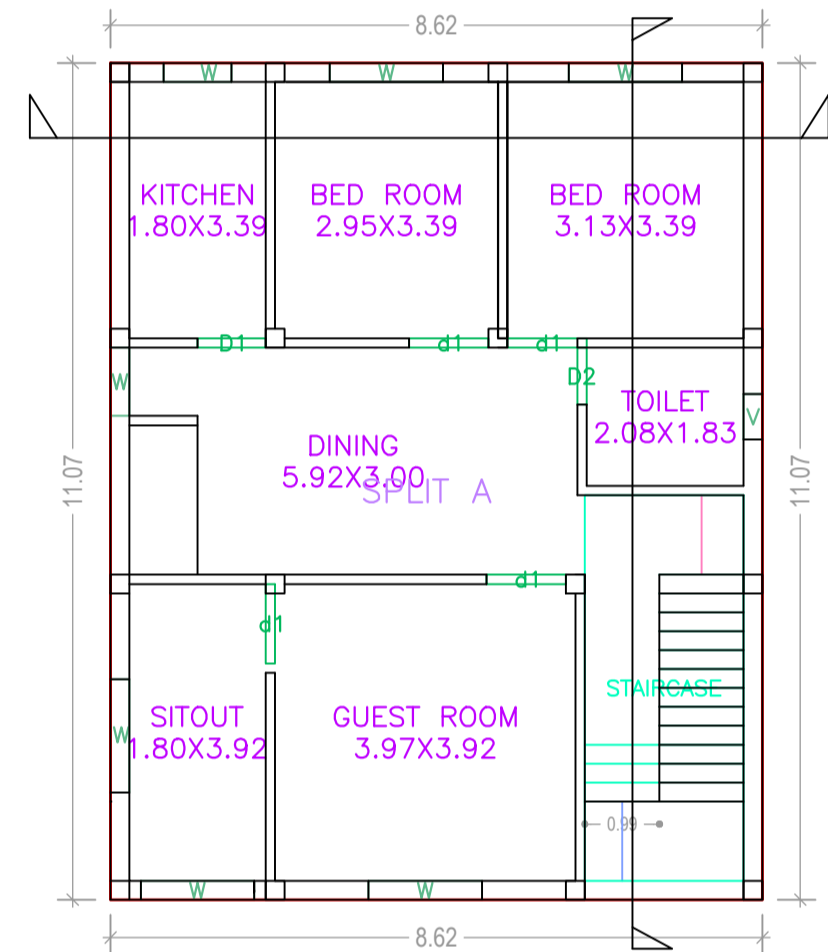 8.62
W W W
KITCHEN
1.80X3.39
BED ROOM
2.95X3.39
BED ROOM
3.13X3.39
D1 d1 d1
W
D2
TOILET
2.08X1.83
V
DINING
5.92X3.00
SPLIT A
11.07
11.07
d1
d1
STAIRCASE
W
SITOUT
1.80X3.92
GUEST ROOM
3.97X3.92
0.99
W W
8.62